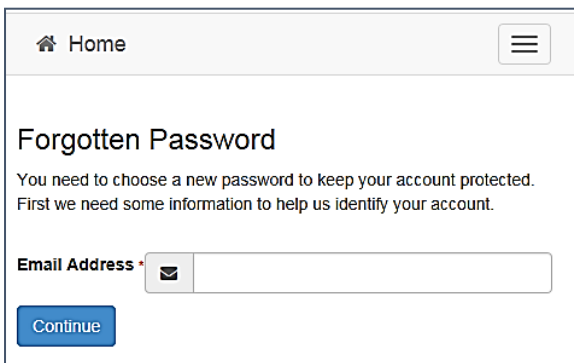 Home
Forgotten Password
You need to choose a new password to keep your account protected.
First we need some information to help us identify your account.
Email Address *
Continue